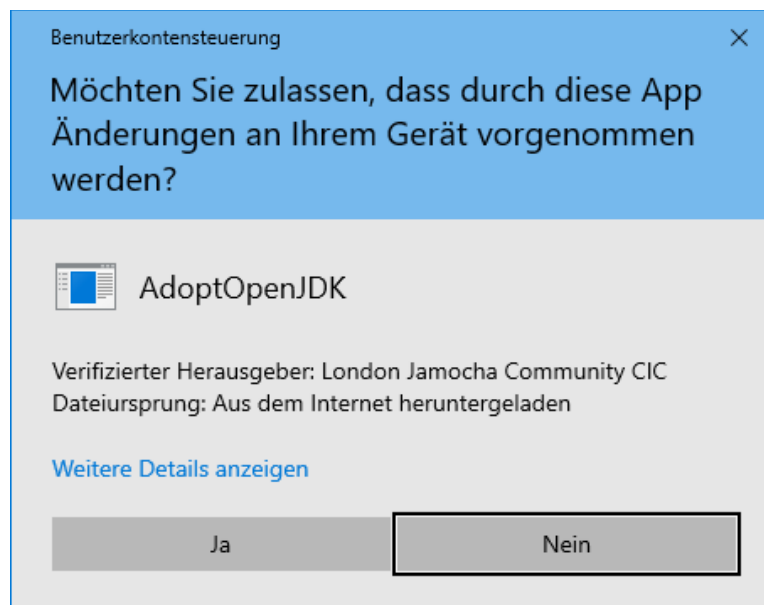 Benutzerkontensteuerung
Möchten Sie zulassen, dass durch diese App
Änderungen an Ihrem Gerät vorgenommen
werden?
AdoptOpenJDK
Verifizierter Herausgeber: London Jamocha Community CIC
Dateiursprung: Aus dem Internet heruntergeladen
Weitere Details anzeigen
Ja
Nein